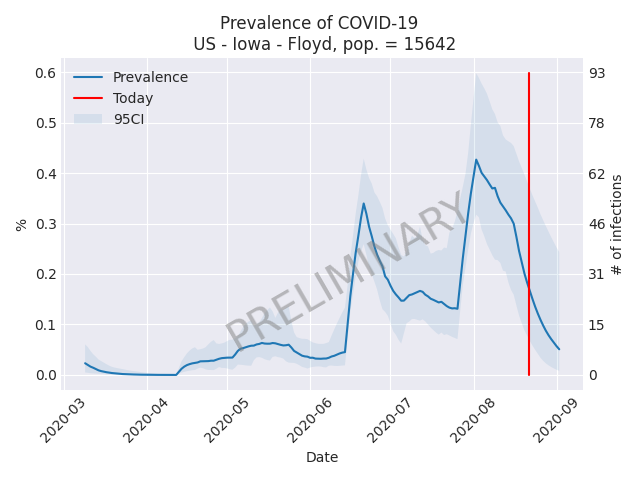 Prevalence of COVID-19
US - Iowa - Floyd, pop. = 15642
Prevalence
Today
95CI
PRELIMINARY
0.6
0.5
0.4
0.3
0.2
0.1
0.0
%
93
78
62
46
31
15
0
# of infections
2020-03
2020-04
2020-05
2020-06
2020-07
2020-08
2020-09
Date